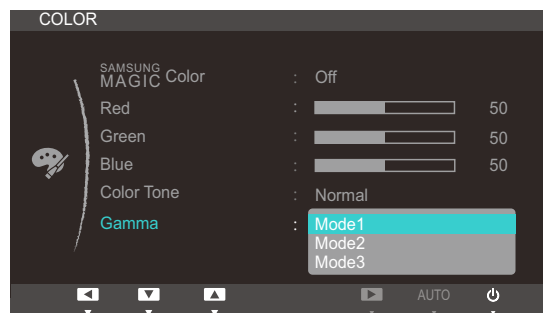 COLOR
SAMSUNG MAGIC Color : Off
Red : 50
Green : 50
Blue : 50
Color Tone : Normal
Gamma : Mode1
Mode2
Mode3
AUTO